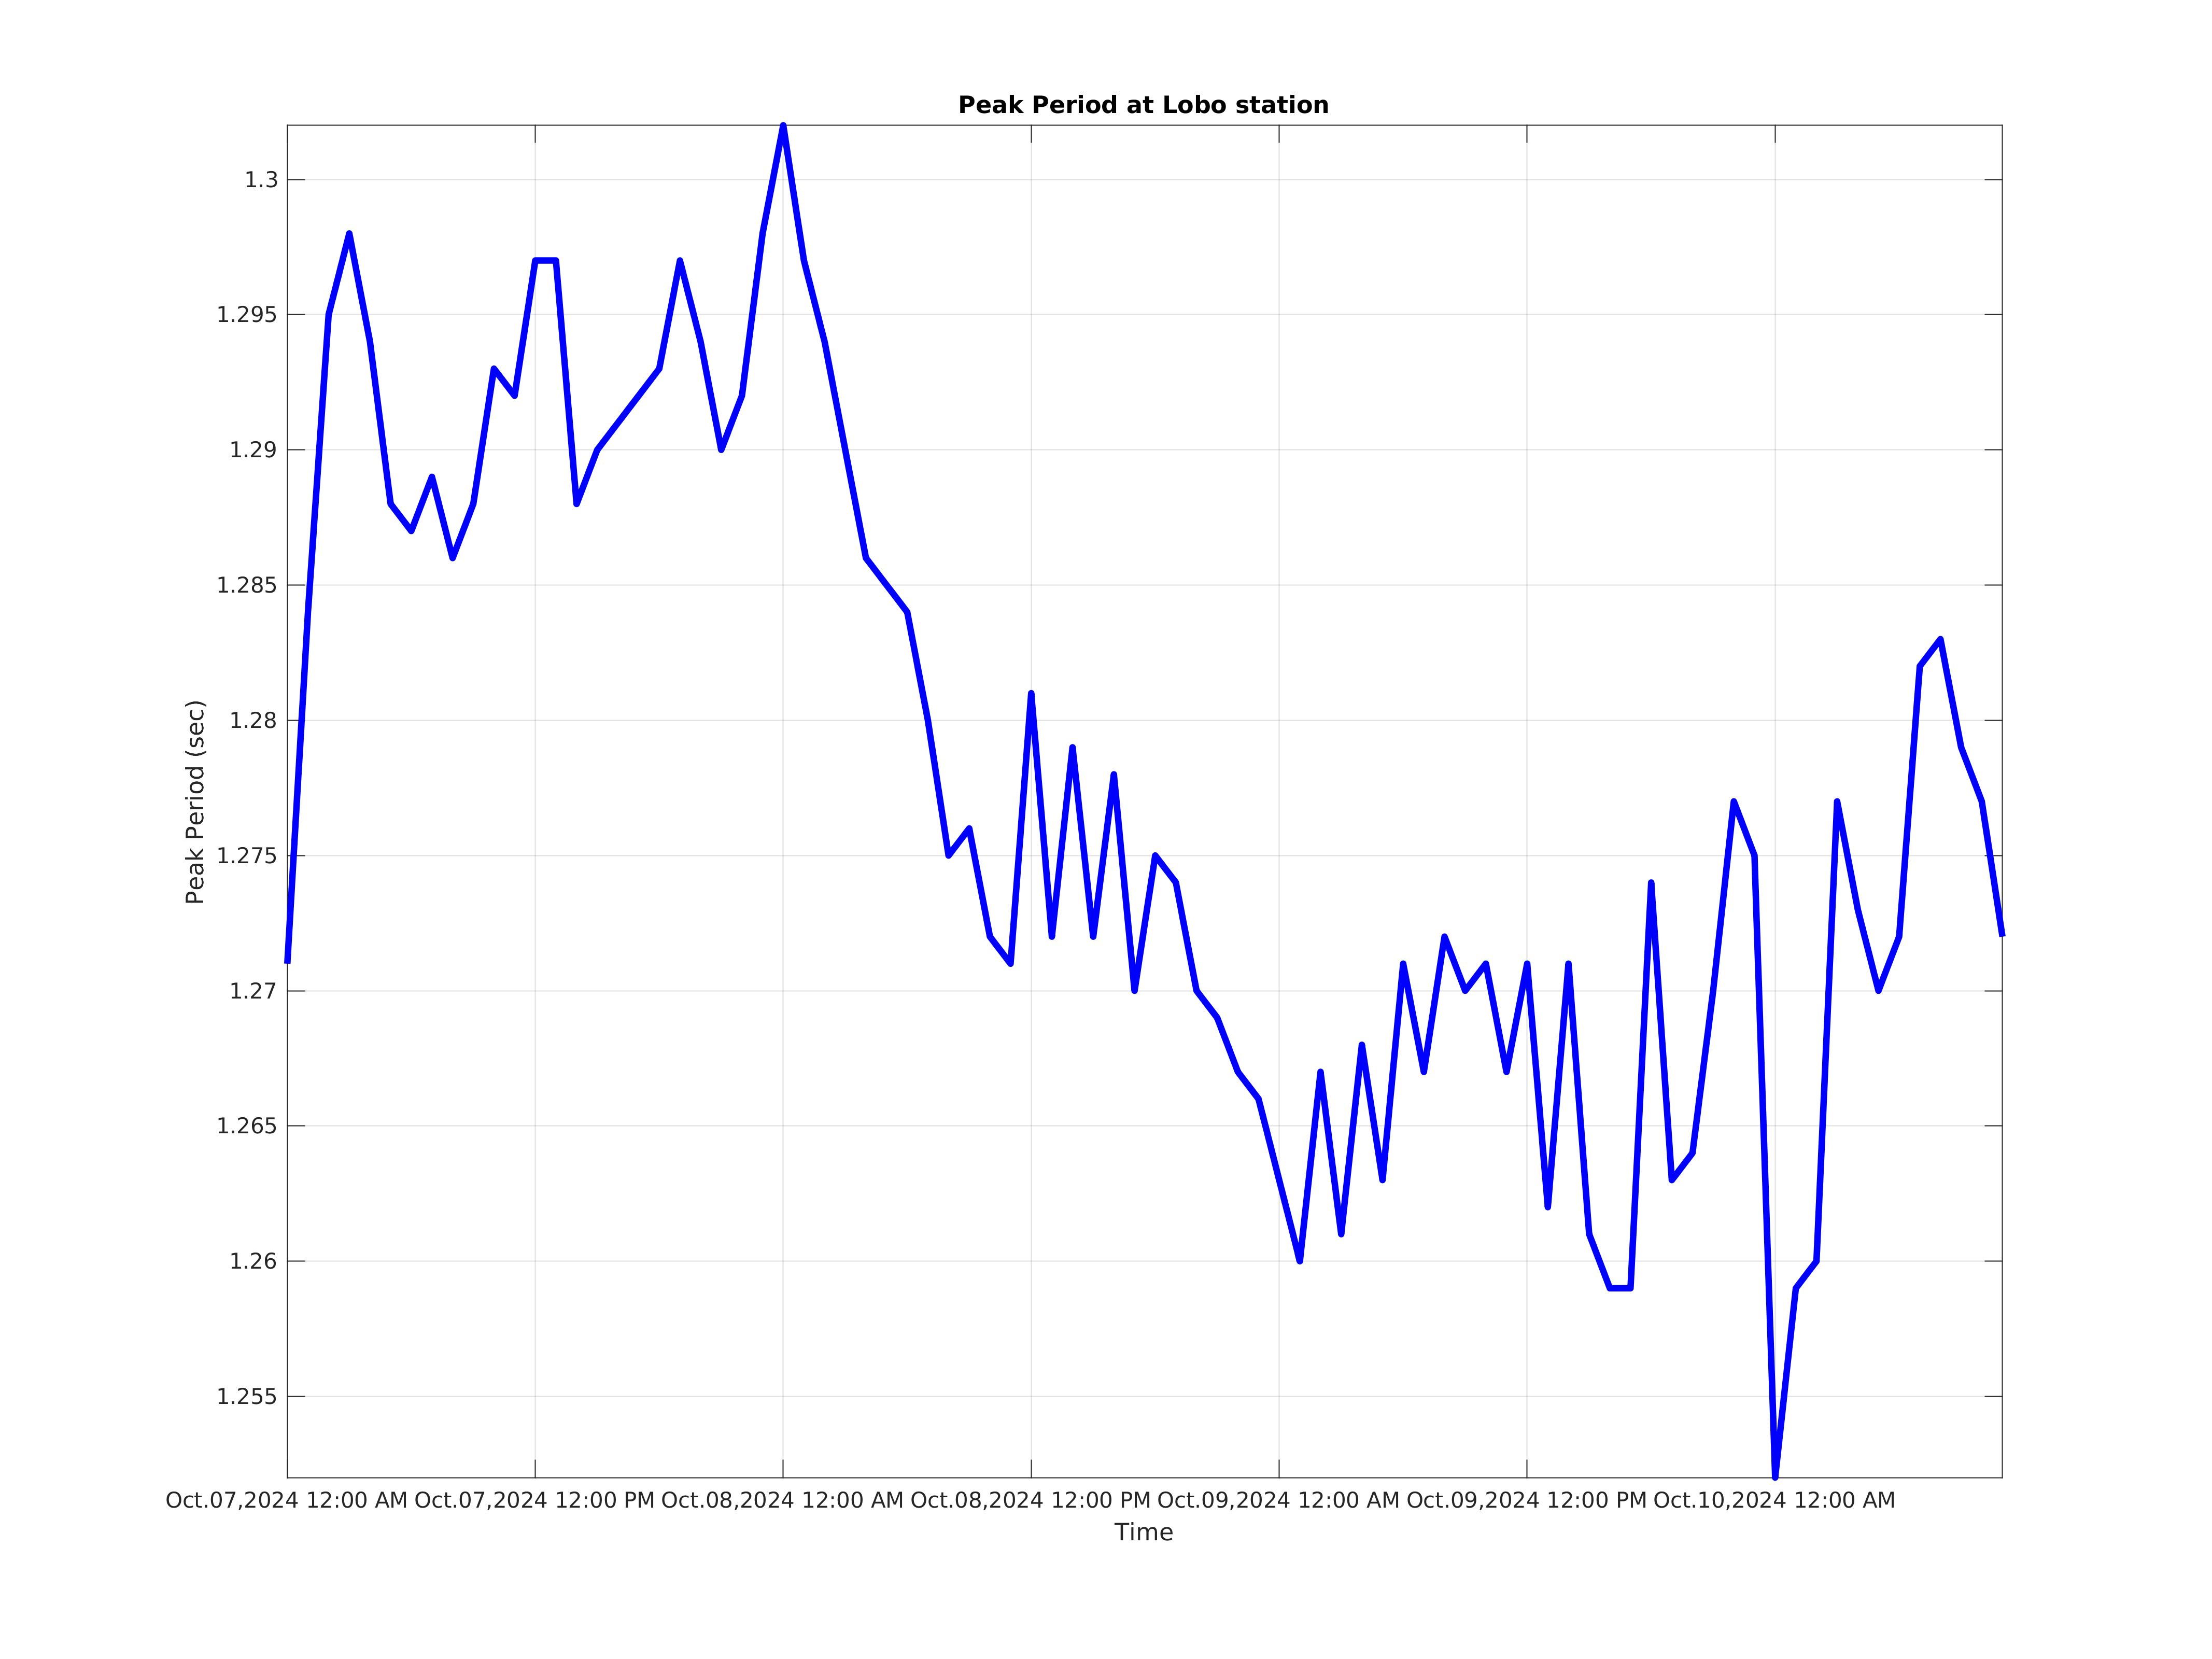 Peak Period at Lobo station
1.3
1.295
1.29
1.285
1.28
1.275
1.27
1.265
1.26
1.255
Peak Period (sec)
Oct.07,2024 12:00 AM Oct.07,2024 12:00 PM Oct.08,2024 12:00 AM Oct.08,2024 12:00 PM Oct.09,2024 12:00 AM Oct.09,2024 12:00 PM Oct.10,2024 12:00 AM
Time